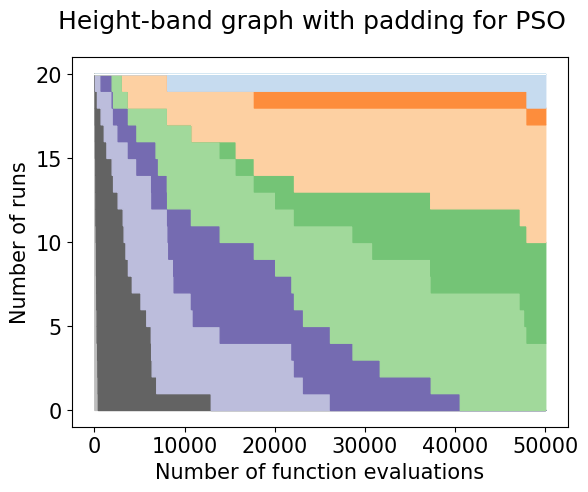 Height-band graph with padding for PSO
20
15
10
5
0
Number of runs
0 10000 20000 30000 40000 50000
Number of function evaluations